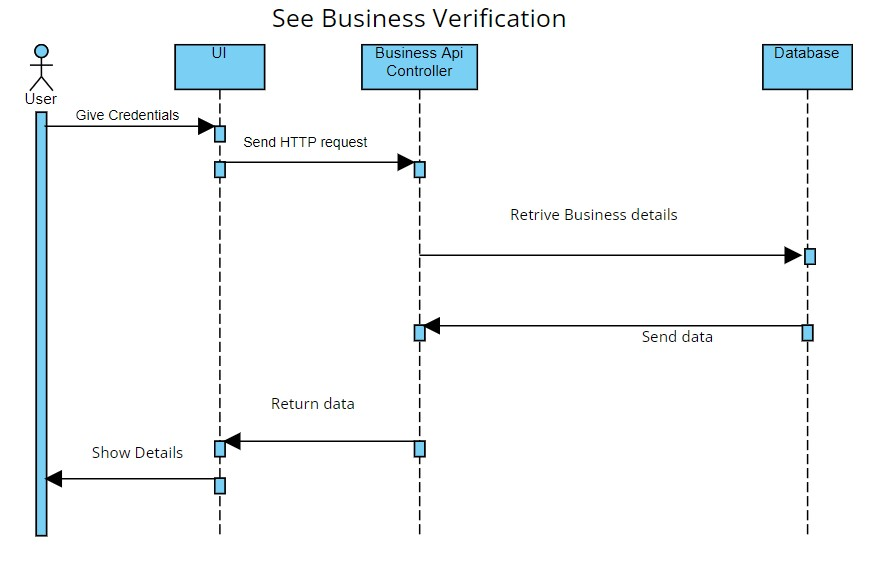 See Business Verification
UI
Business Api
Controller
Database
User
Give Credentials
Send HTTP request
Retrive Business details
Send data
Return data
Show Details